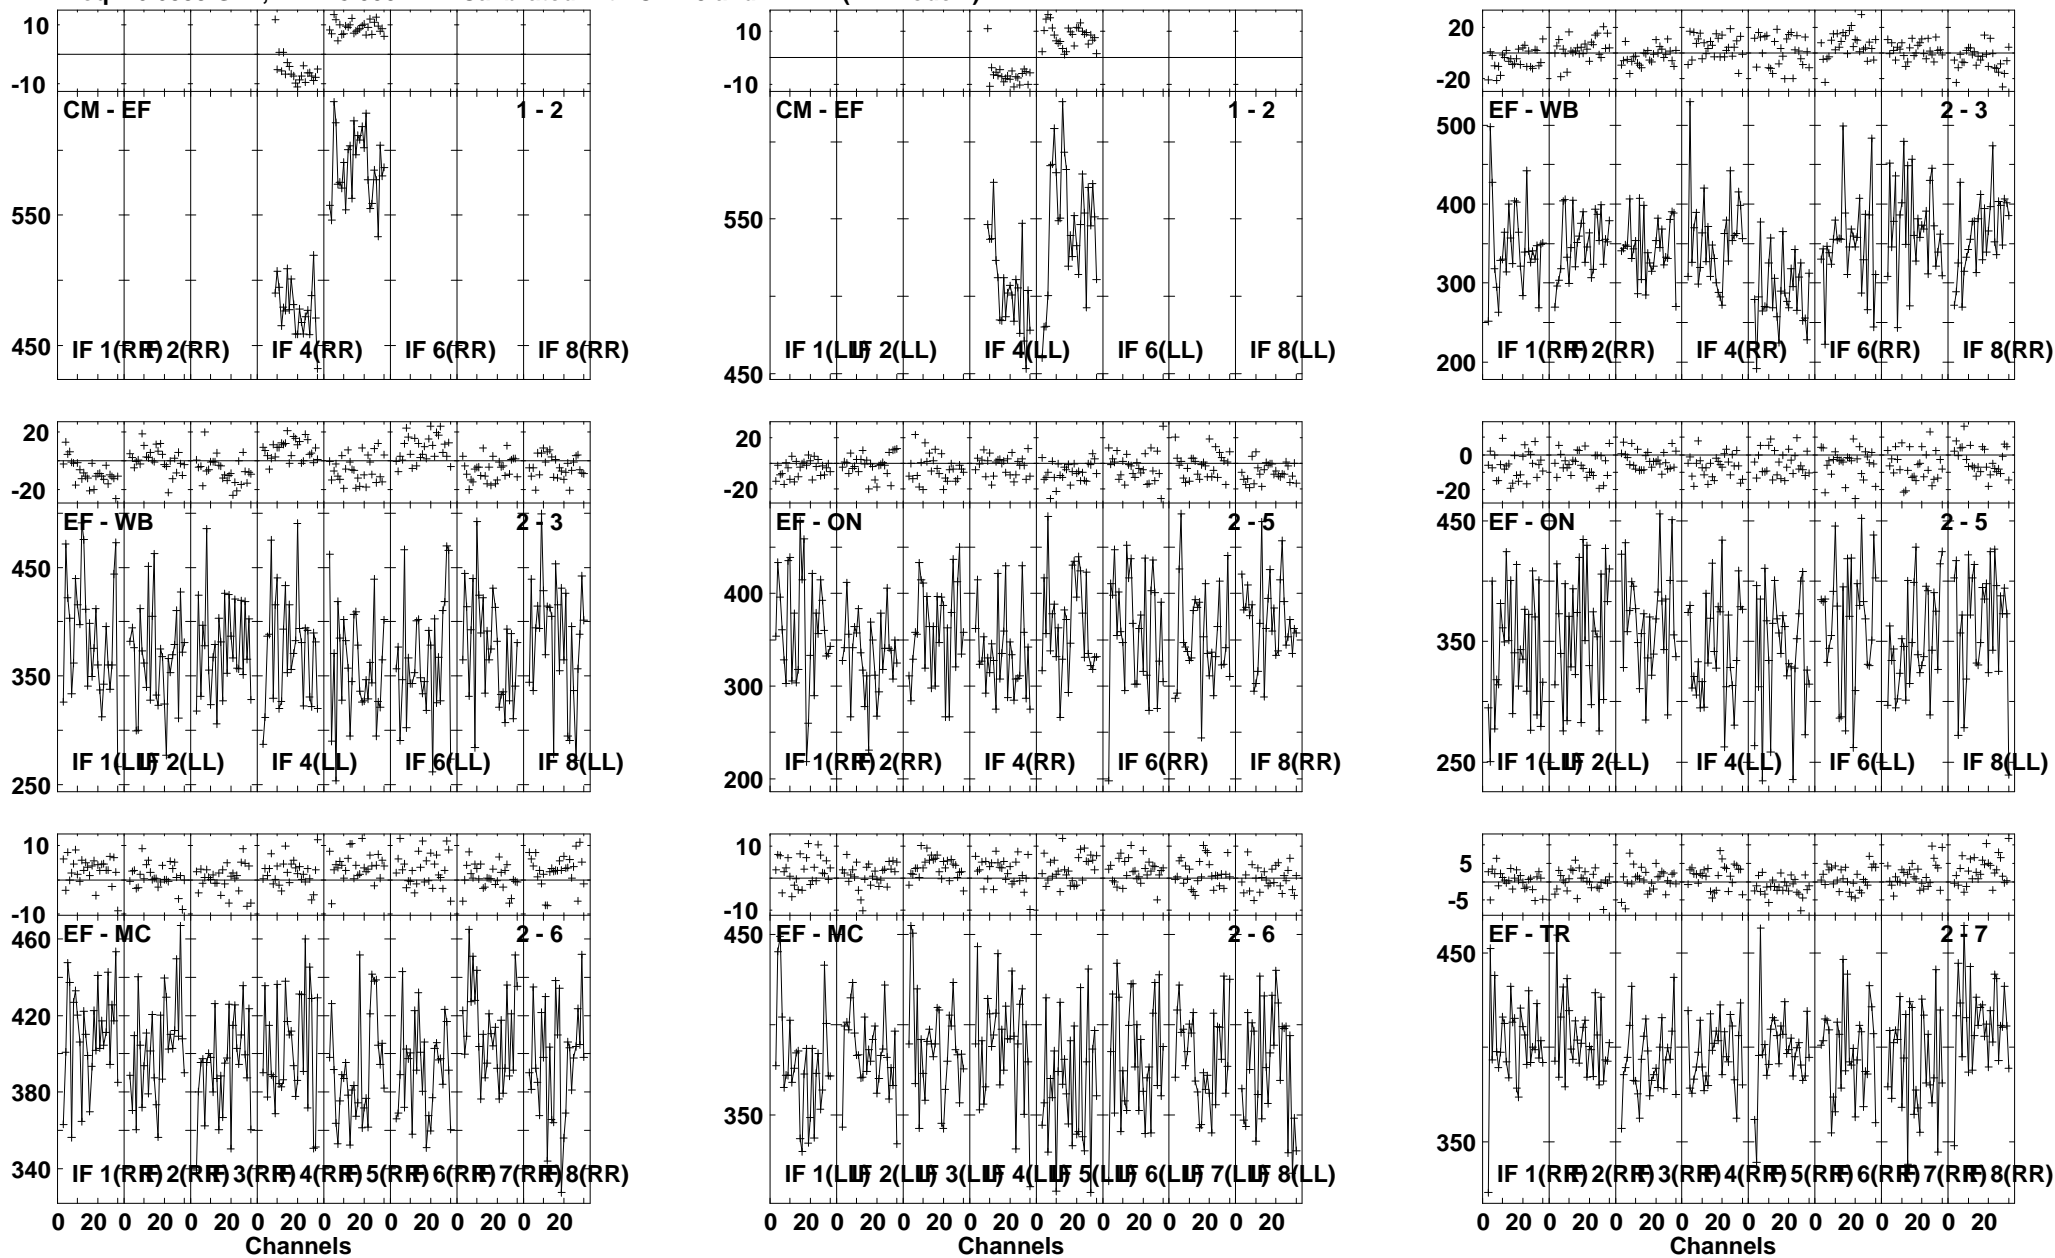 10
-10
CM - EF 1 - 2
550
450
IF 1(RR) IF 2(RR) IF 4(RR) IF 6(RR) IF 8(RR)
10
-10
CM - EF 1 - 2
550
450
IF 1(LL) IF 2(LL) IF 4(LL) IF 6(LL) IF 8(LL)
20
-20
EF - WB 2 - 3
500
400
300
200
IF 1(RR) IF 2(RR) IF 4(RR) IF 6(RR) IF 8(RR)
20
-20
EF - WB 2 - 3
450
350
250
IF 1(LL) IF 2(LL) IF 4(LL) IF 6(LL) IF 8(LL)
20
-20
EF - ON 2 - 5
400
300
200
IF 1(RR) IF 2(RR) IF 4(RR) IF 6(RR) IF 8(RR)
0
-20
EF - ON 2 - 5
450
350
250
IF 1(LL) IF 2(LL) IF 4(LL) IF 6(LL) IF 8(LL)
10
-10
EF - MC 2 - 6
460
420
380
340
IF 1(RR) IF 2(RR) IF 3(RR) IF 4(RR) IF 5(RR) IF 6(RR) IF 7(RR) IF 8(RR)
0 20 0 20 0 20 0 20 0 20 0 20 0 20 0 20
Channels
10
-10
EF - MC 2 - 6
450
350
IF 1(LL) IF 2(LL) IF 3(LL) IF 4(LL) IF 5(LL) IF 6(LL) IF 7(LL) IF 8(LL)
0 20 0 20 0 20 0 20 0 20 0 20 0 20 0 20
Channels
5
-5
EF - TR 2 - 7
450
350
IF 1(RR) IF 2(RR) IF 3(RR) IF 4(RR) IF 5(RR) IF 6(RR) IF 7(RR) IF 8(RR)
0 20 0 20 0 20 0 20 0 20 0 20 0 20 0 20
Channels